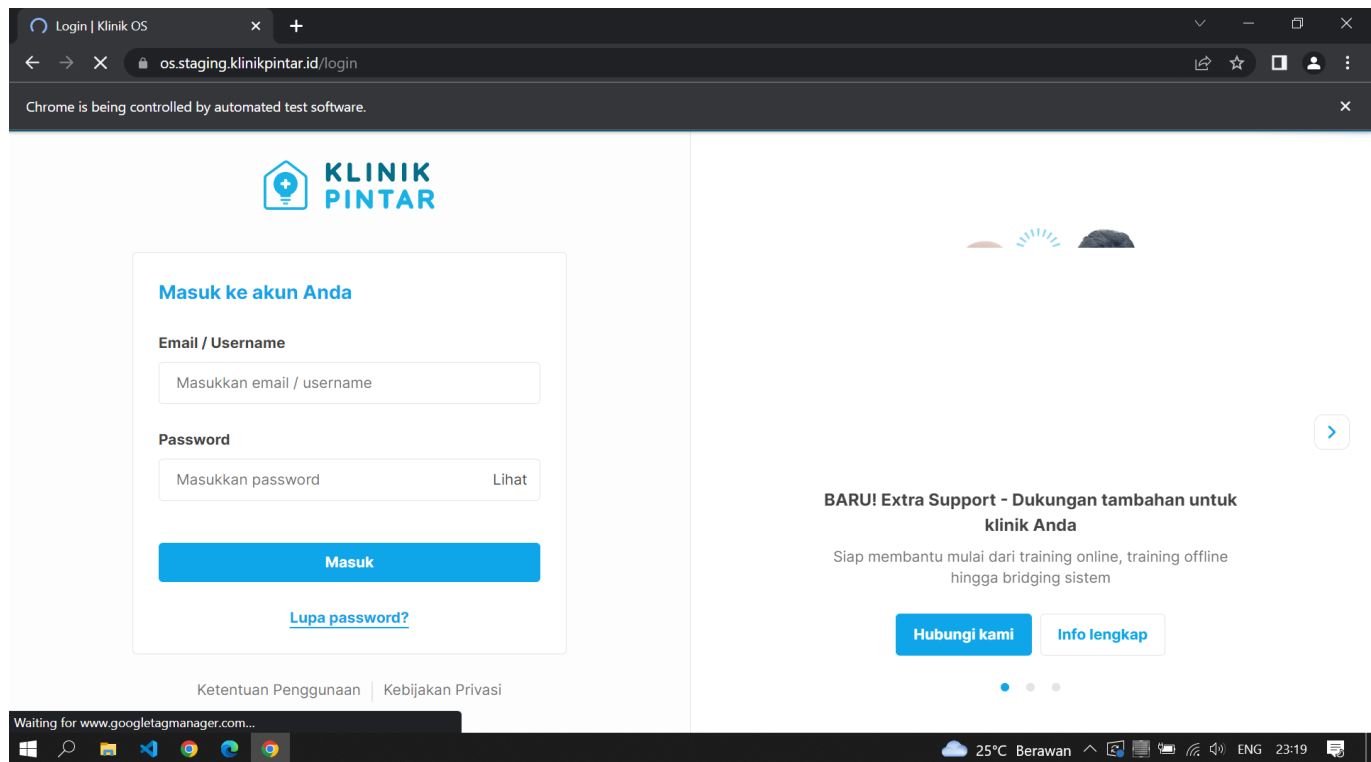 Login | Klinik OS
os.staging.klinikpintar.id/login
Chrome is being controlled by automated test software.
KLINIK
PINTAR
Masuk ke akun Anda
Email / Username
Masukkan email / username
Password
Masukkan password
Lihat
Masuk
Lupa password?
Ketentuan Penggunaan
Kebijakan Privasi
BARU! Extra Support - Dukungan tambahan untuk
klinik Anda
Siap membantu mulai dari training online, training offline
hingga bridging sistem
Hubungi kami
Info lengkap
Waiting for www.googletagmanager.com...
25°C Berawan
ENG
23:19